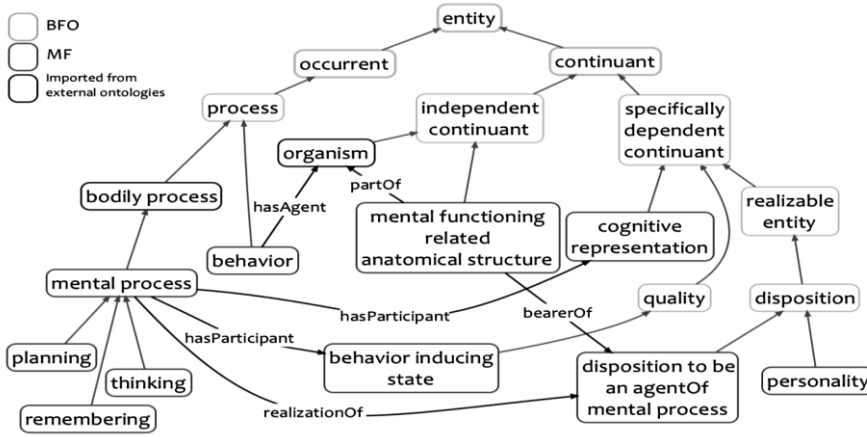 entity
BFO
MF
Imported from
external ontologies
occurrent
continuant
process
independent
continuant
specifically
dependent
continuant
organism
partOf
bodily process
hasAgent
mental functioning
related
anatomical structure
cognitive
representation
realizable
entity
behavior
mental process
hasParticipant
bearerOf
quality
disposition
hasParticipant
planning
thinking
remembering
behavior inducing
state
realizationOf
disposition to be
an agentOf
mental process
personality